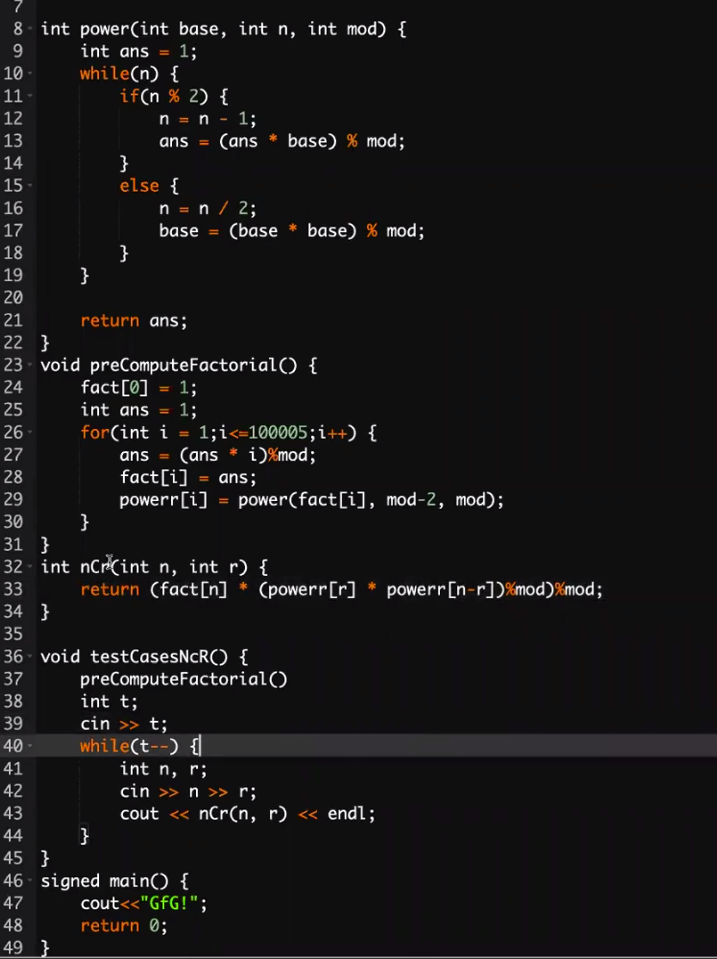 7
8 int power(int base, int n, int mod) {
9     int ans = 1;
10     while(n) {
11         if(n % 2) {
12             n = n - 1;
13             ans = (ans * base) % mod;
14         }
15         else {
16             n = n / 2;
17             base = (base * base) % mod;
18         }
19     }
20
21     return ans;
22 }
23 void preComputeFactorial() {
24     fact[0] = 1;
25     int ans = 1;
26     for(int i = 1;i<=100005;i++) {
27         ans = (ans * i)%mod;
28         fact[i] = ans;
29         powerr[i] = power(fact[i], mod-2, mod);
30     }
31 }
32 int nCr(int n, int r) {
33     return (fact[n] * (powerr[r] * powerr[n-r])%mod)%mod;
34 }
35
36 void testCasesNcR() {
37     preComputeFactorial()
38     int t;
39     cin >> t;
40     while(t--) {
41         int n, r;
42         cin >> n >> r;
43         cout << nCr(n, r) << endl;
44     }
45 }
46 signed main() {
47     cout<<"GfG!";
48     return 0;
49 }